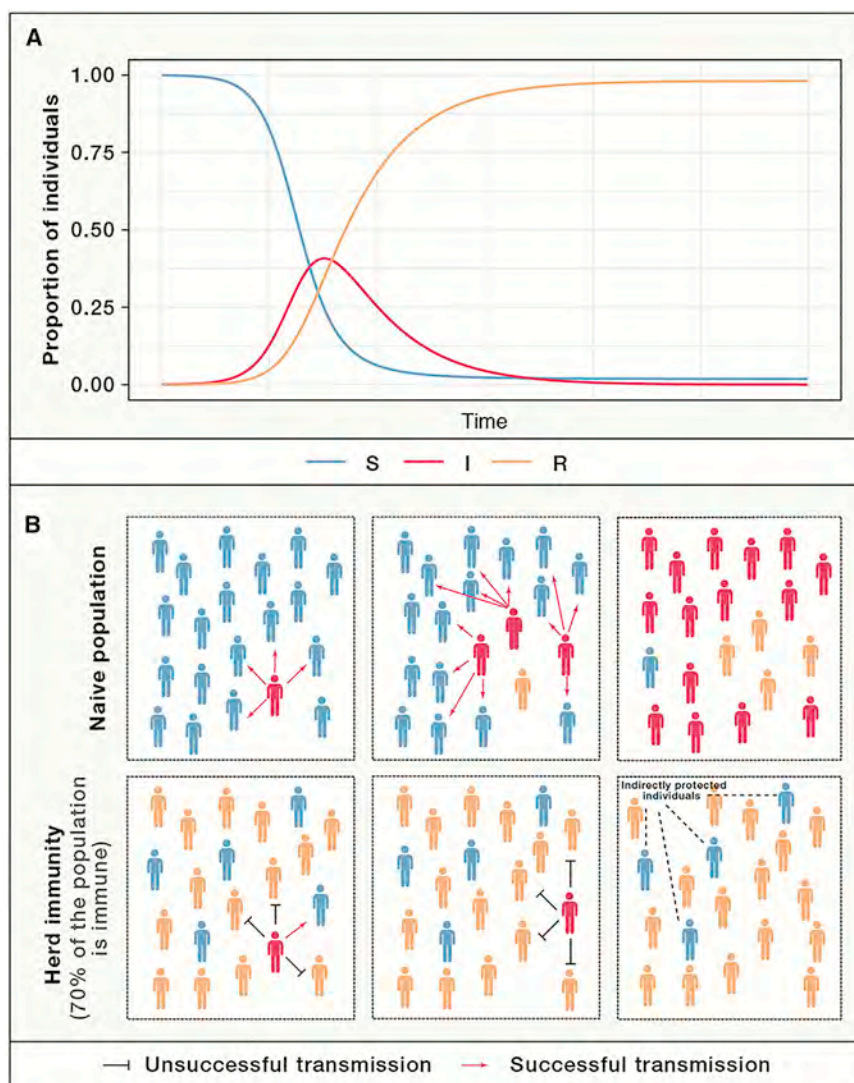 A
Proportion of individuals
1.00
0.75
0.50
0.25
0.00
Time
S I R
B
Naive population
Herd immunity
(70% of the population
is immune)
Indirectly protected
individuals
Unsuccessful transmission Successful transmission